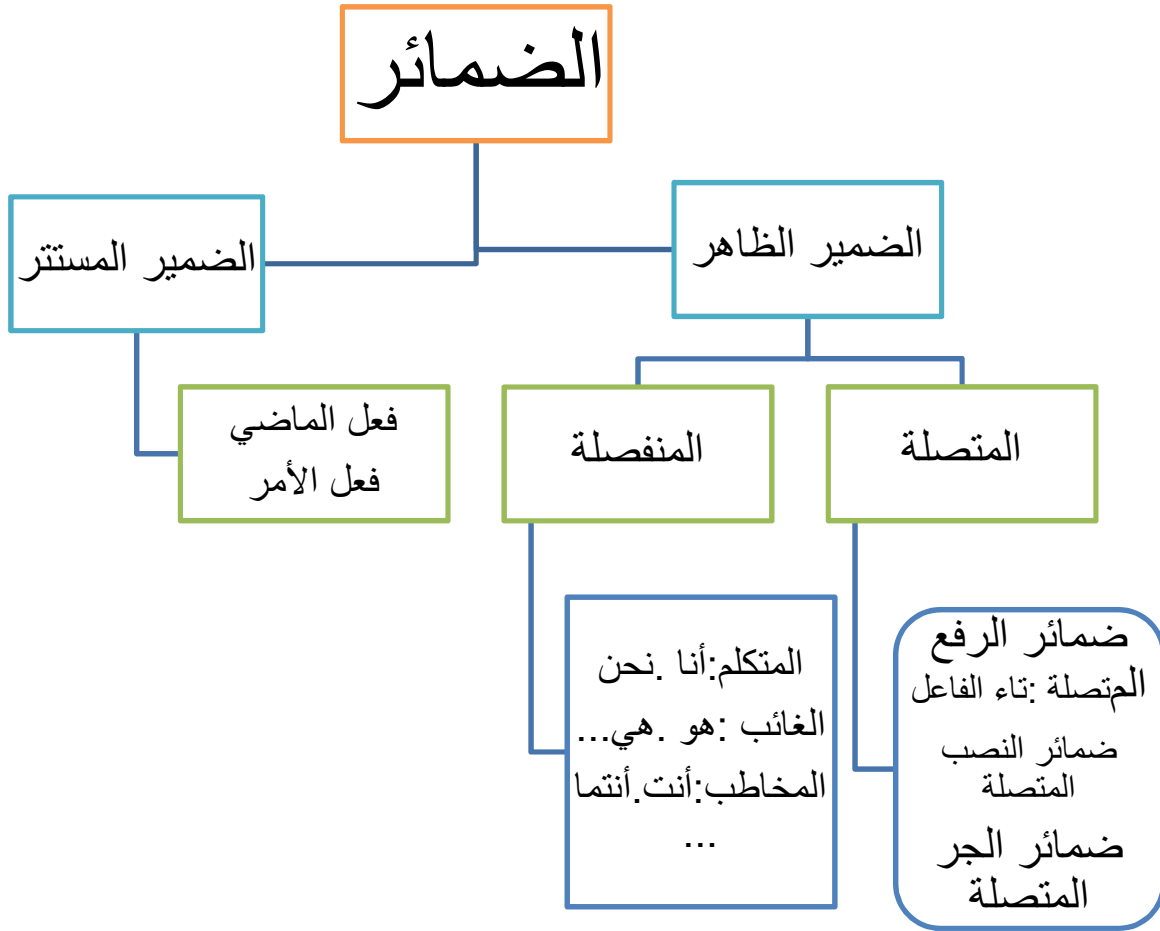 الضمائر
الضمير الظاهر
الضمير المستتر
المتصلة
المنفصلة
فعل الماضي
فعل الأمر
ضمائر الرفع
المتصلة :تاء الفاعل
ضمائر النصب
المتصلة
ضمائر الجر
المتصلة
المتكلم:أنا .نحن
الغائب :هو .هي...
المخاطب:أنت.أنتما
...